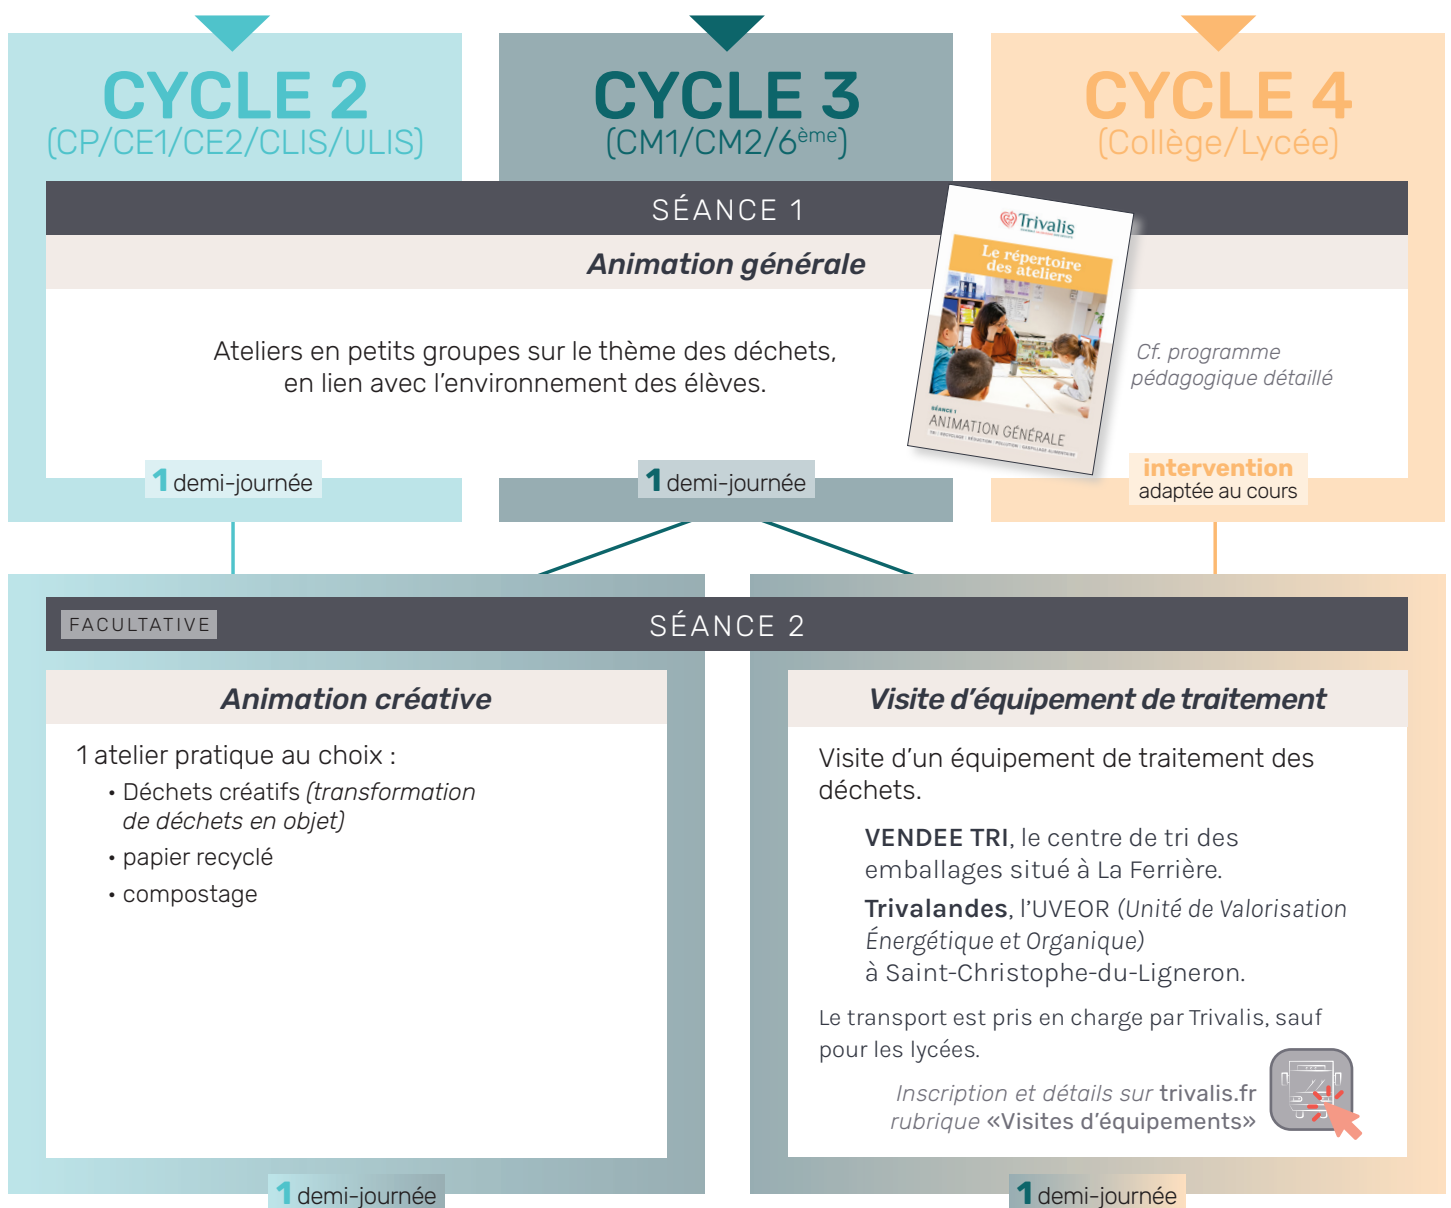 CYCLE 2
(CP/CE1/CE2/CLIS/ULIS)
CYCLE 3
(CM1/CM2/6ème)
CYCLE 4
(Collège/Lycée)
SÉANCE 1
Animation générale
Ateliers en petits groupes sur le thème des déchets,
en lien avec l'environnement des élèves.
Trivalis
Le répertoire
des ateliers
SÉANCE 1
ANIMATION GÉNÉRALE
TRI | RECYCLAGE | RÉDUCTION | POLLUTION | GASPILLAGE ALIMENTAIRE
Cf. programme
pédagogique détaillé
1 demi-journée
1 demi-journée
intervention
adaptée au cours
FACULTATIVE
SÉANCE 2
Animation créative
1 atelier pratique au choix :
• Déchets créatifs (transformation
de déchets en objet)
• papier recyclé
• compostage
1 demi-journée
Visite d'équipement de traitement
Visite d'un équipement de traitement des
déchets.
VENDEE TRI, le centre de tri des
emballages situé à La Ferrière.
Trivalandes, l'UVEOR (Unité de Valorisation
Énergétique et Organique)
à Saint-Christophe-du-Ligneron.
Le transport est pris en charge par Trivalis, sauf
pour les lycées.
Inscription et détails sur trivalis.fr
rubrique «Visites d'équipements»
1 demi-journée